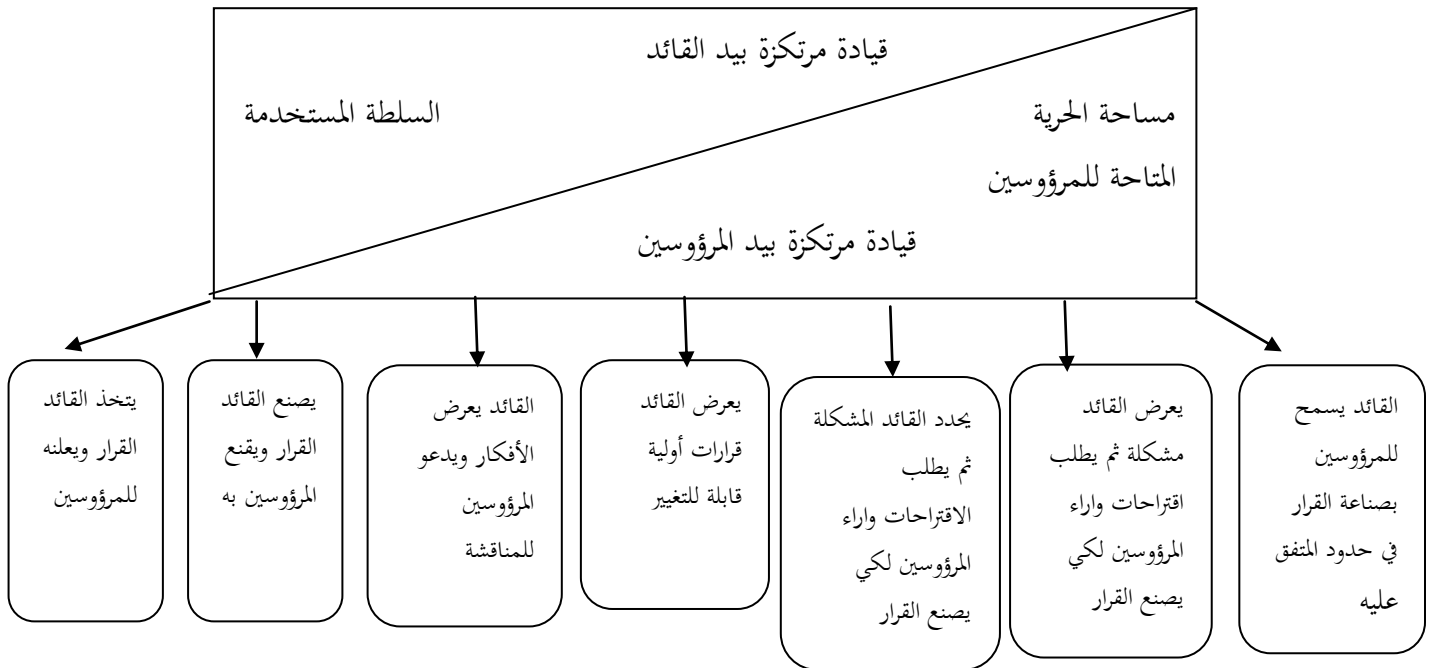 قيادة مرتكزة بيد القائد
مساحة الحرية
المتاحة للمرؤوسين
السلطة المستخدمة
قيادة مرتكزة بيد المرؤوسين
القائد يسمح
للمرؤوسين
بصناعة القرار
في حدود المتفق
عليه
يعرض القائد
مشكلة ثم يطلب
اقتراحات واراء
المرؤوسين لكي
يصنع القرار
يحدد القائد المشكلة
ثم يطلب
الاقتراحات واراء
المرؤوسين لكي
يصنع القرار
يعرض القائد
قرارات أولية
قابلة للتغيير
القائد يعرض
الأفكار ويدعو
المرؤوسين
للمناقشة
يصنع القائد
القرار ويقنع
المرؤوسين به
يتخذ القائد
القرار ويعلنه
للمرؤوسين